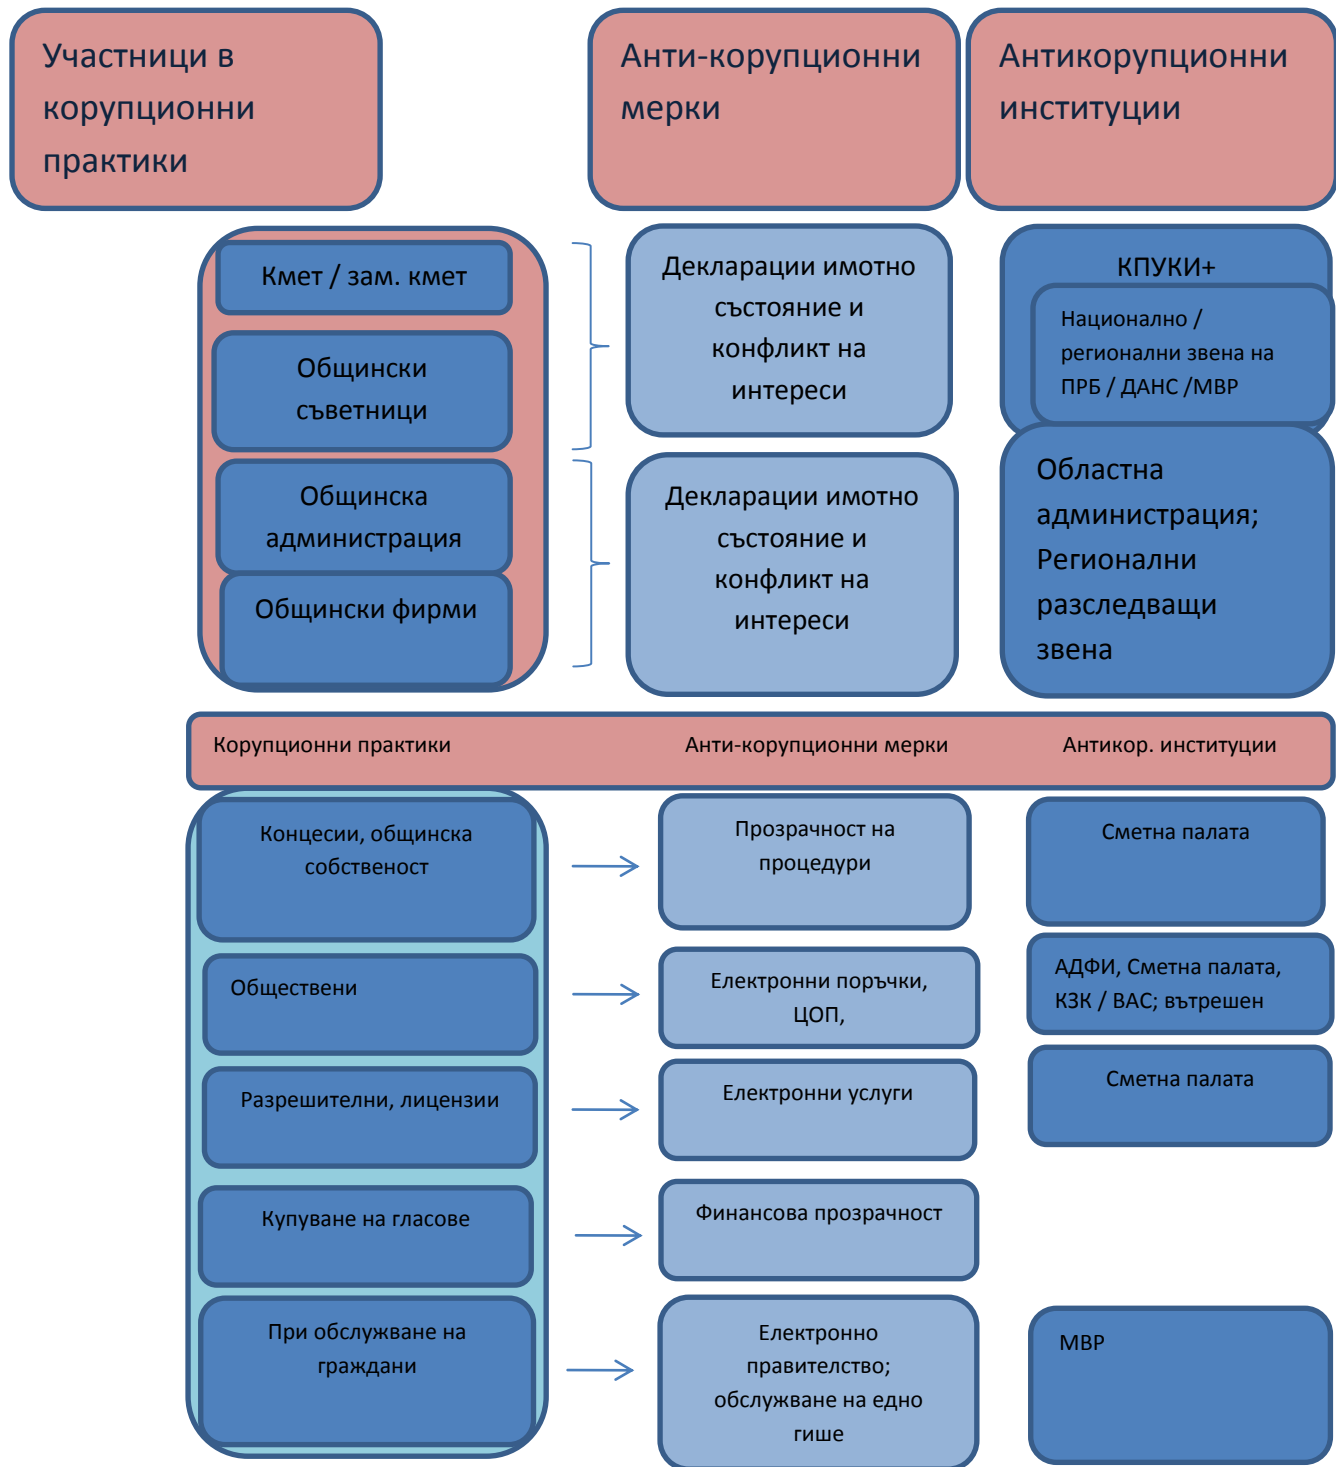 Участници в
корупционни
практики
Анти-корупционни
мерки
Антикорупционни
институции
Кмет / зам. кмет
Общински
съветници
Общинска
администрация
Общински фирми
Декларации имотно
състояние и
конфликт на
интереси
Декларации имотно
състояние и
конфликт на
интереси
КПУКИ+
Национално /
регионални звена на
ПРБ / ДАНС /МВР
Областна
администрация;
Регионални
разследващи
звена
Корупционни практики
Анти-корупционни мерки
Антикор. институции
Концесии, общинска
собственост
Прозрачност на
процедури
Сметна палата
Обществени
Електронни поръчки,
ЦОП,
АДФИ, Сметна палата,
КЗК / ВАС; вътрешен
Разрешителни, лицензии
Електронни услуги
Сметна палата
Купуване на гласове
Финансова прозрачност
При обслужване на
граждани
Електронно
правителство;
обслужване на едно
гише
МВР